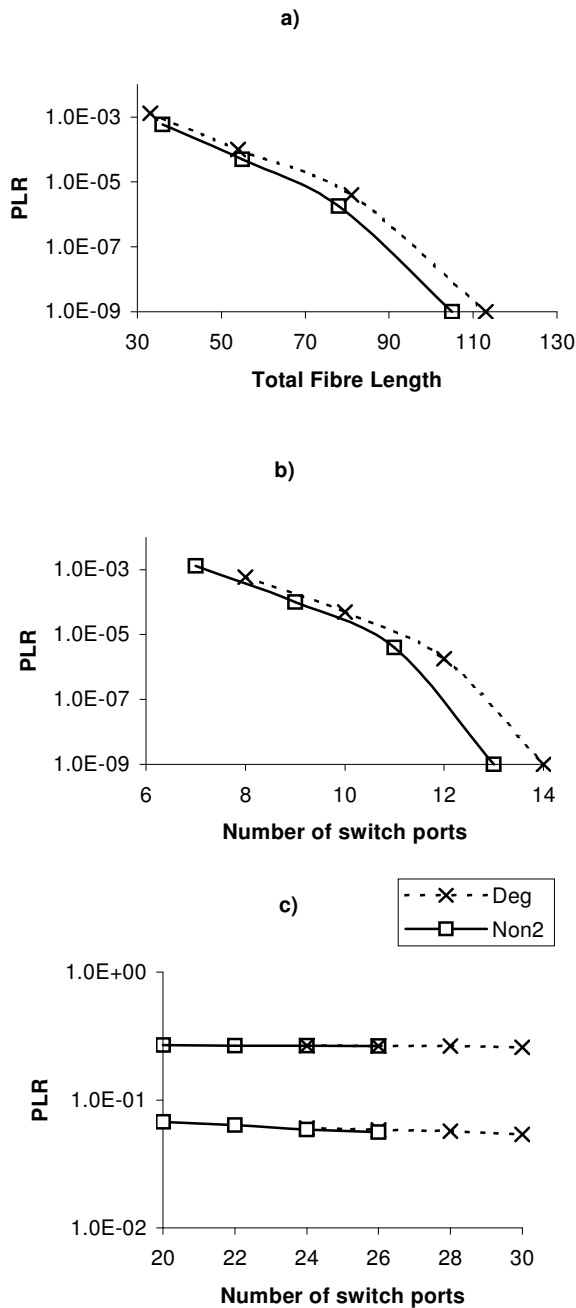 a)
1.0E-03
1.0E-05
1.0E-07
1.0E-09
PLR
30 50 70 90 110 130
Total Fibre Length
b)
1.0E-03
1.0E-05
1.0E-07
1.0E-09
PLR
6 8 10 12 14
Number of switch ports
c)
Deg
Non2
1.0E+00
1.0E-01
1.0E-02
PLR
20 22 24 26 28 30
Number of switch ports